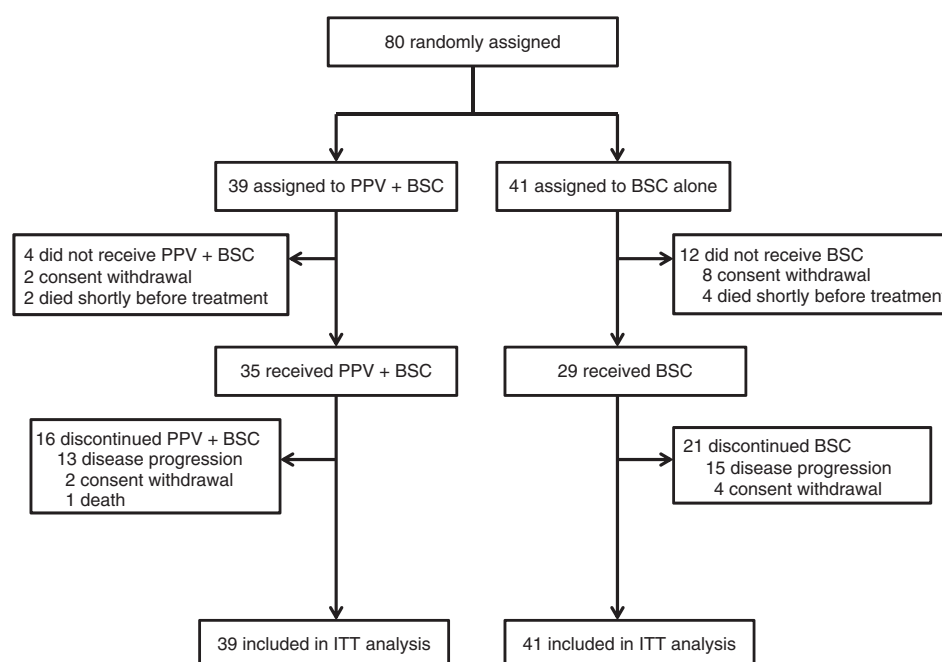 80 randomly assigned
39 assigned to PPV + BSC
41 assigned to BSC alone
4 did not receive PPV + BSC
2 consent withdrawal
2 died shortly before treatment
12 did not receive BSC
8 consent withdrawal
4 died shortly before treatment
35 received PPV + BSC
29 received BSC
16 discontinued PPV + BSC
13 disease progression
2 consent withdrawal
1 death
21 discontinued BSC
15 disease progression
4 consent withdrawal
39 included in ITT analysis
41 included in ITT analysis